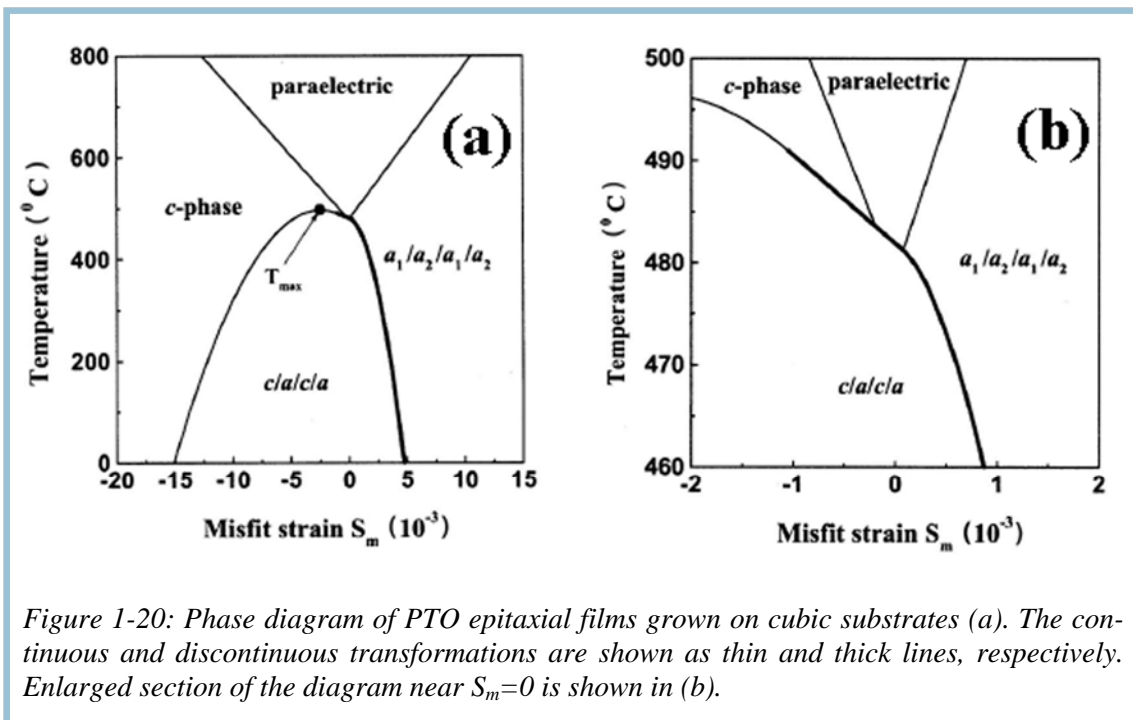 800
600
400
200
0
-20 -15 -10 -5 0 5 10 15
Temperature (⁰C)
Misfit strain Sm (10-3)
paraelectric
(a)
c-phase
Tmax
a1/a2/a1/a2
c/a/c/a
500
490
480
470
460
-2 -1 0 1 2
Temperature (⁰C)
Misfit strain Sm (10-3)
c-phase paraelectric
(b)
a1/a2/a1/a2
c/a/c/a
Figure 1-20: Phase diagram of PTO epitaxial films grown on cubic substrates (a). The con-
tinuous and discontinuous transformations are shown as thin and thick lines, respectively.
Enlarged section of the diagram near Sm=0 is shown in (b).